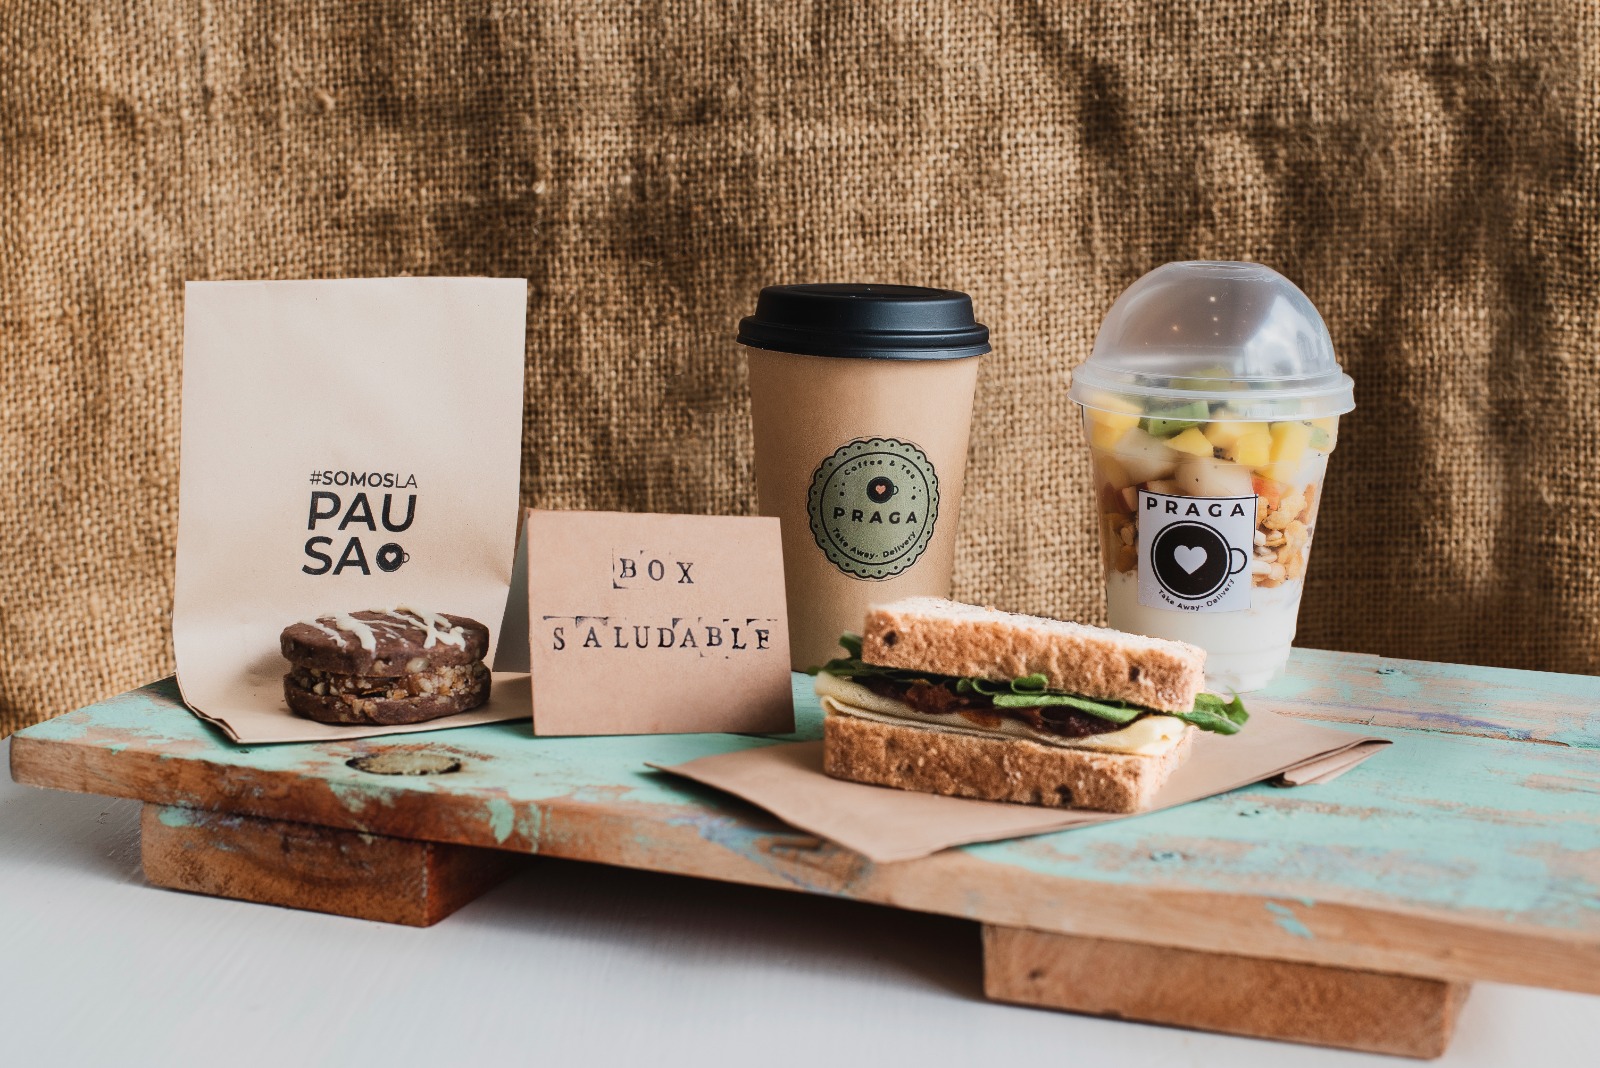 #SOMOSLA
PAU
SA
BOX
SALUDABLE
Coffee & Tea
PRAGA
Take Away- Delivery
PRAGA
Take Away- Delivery